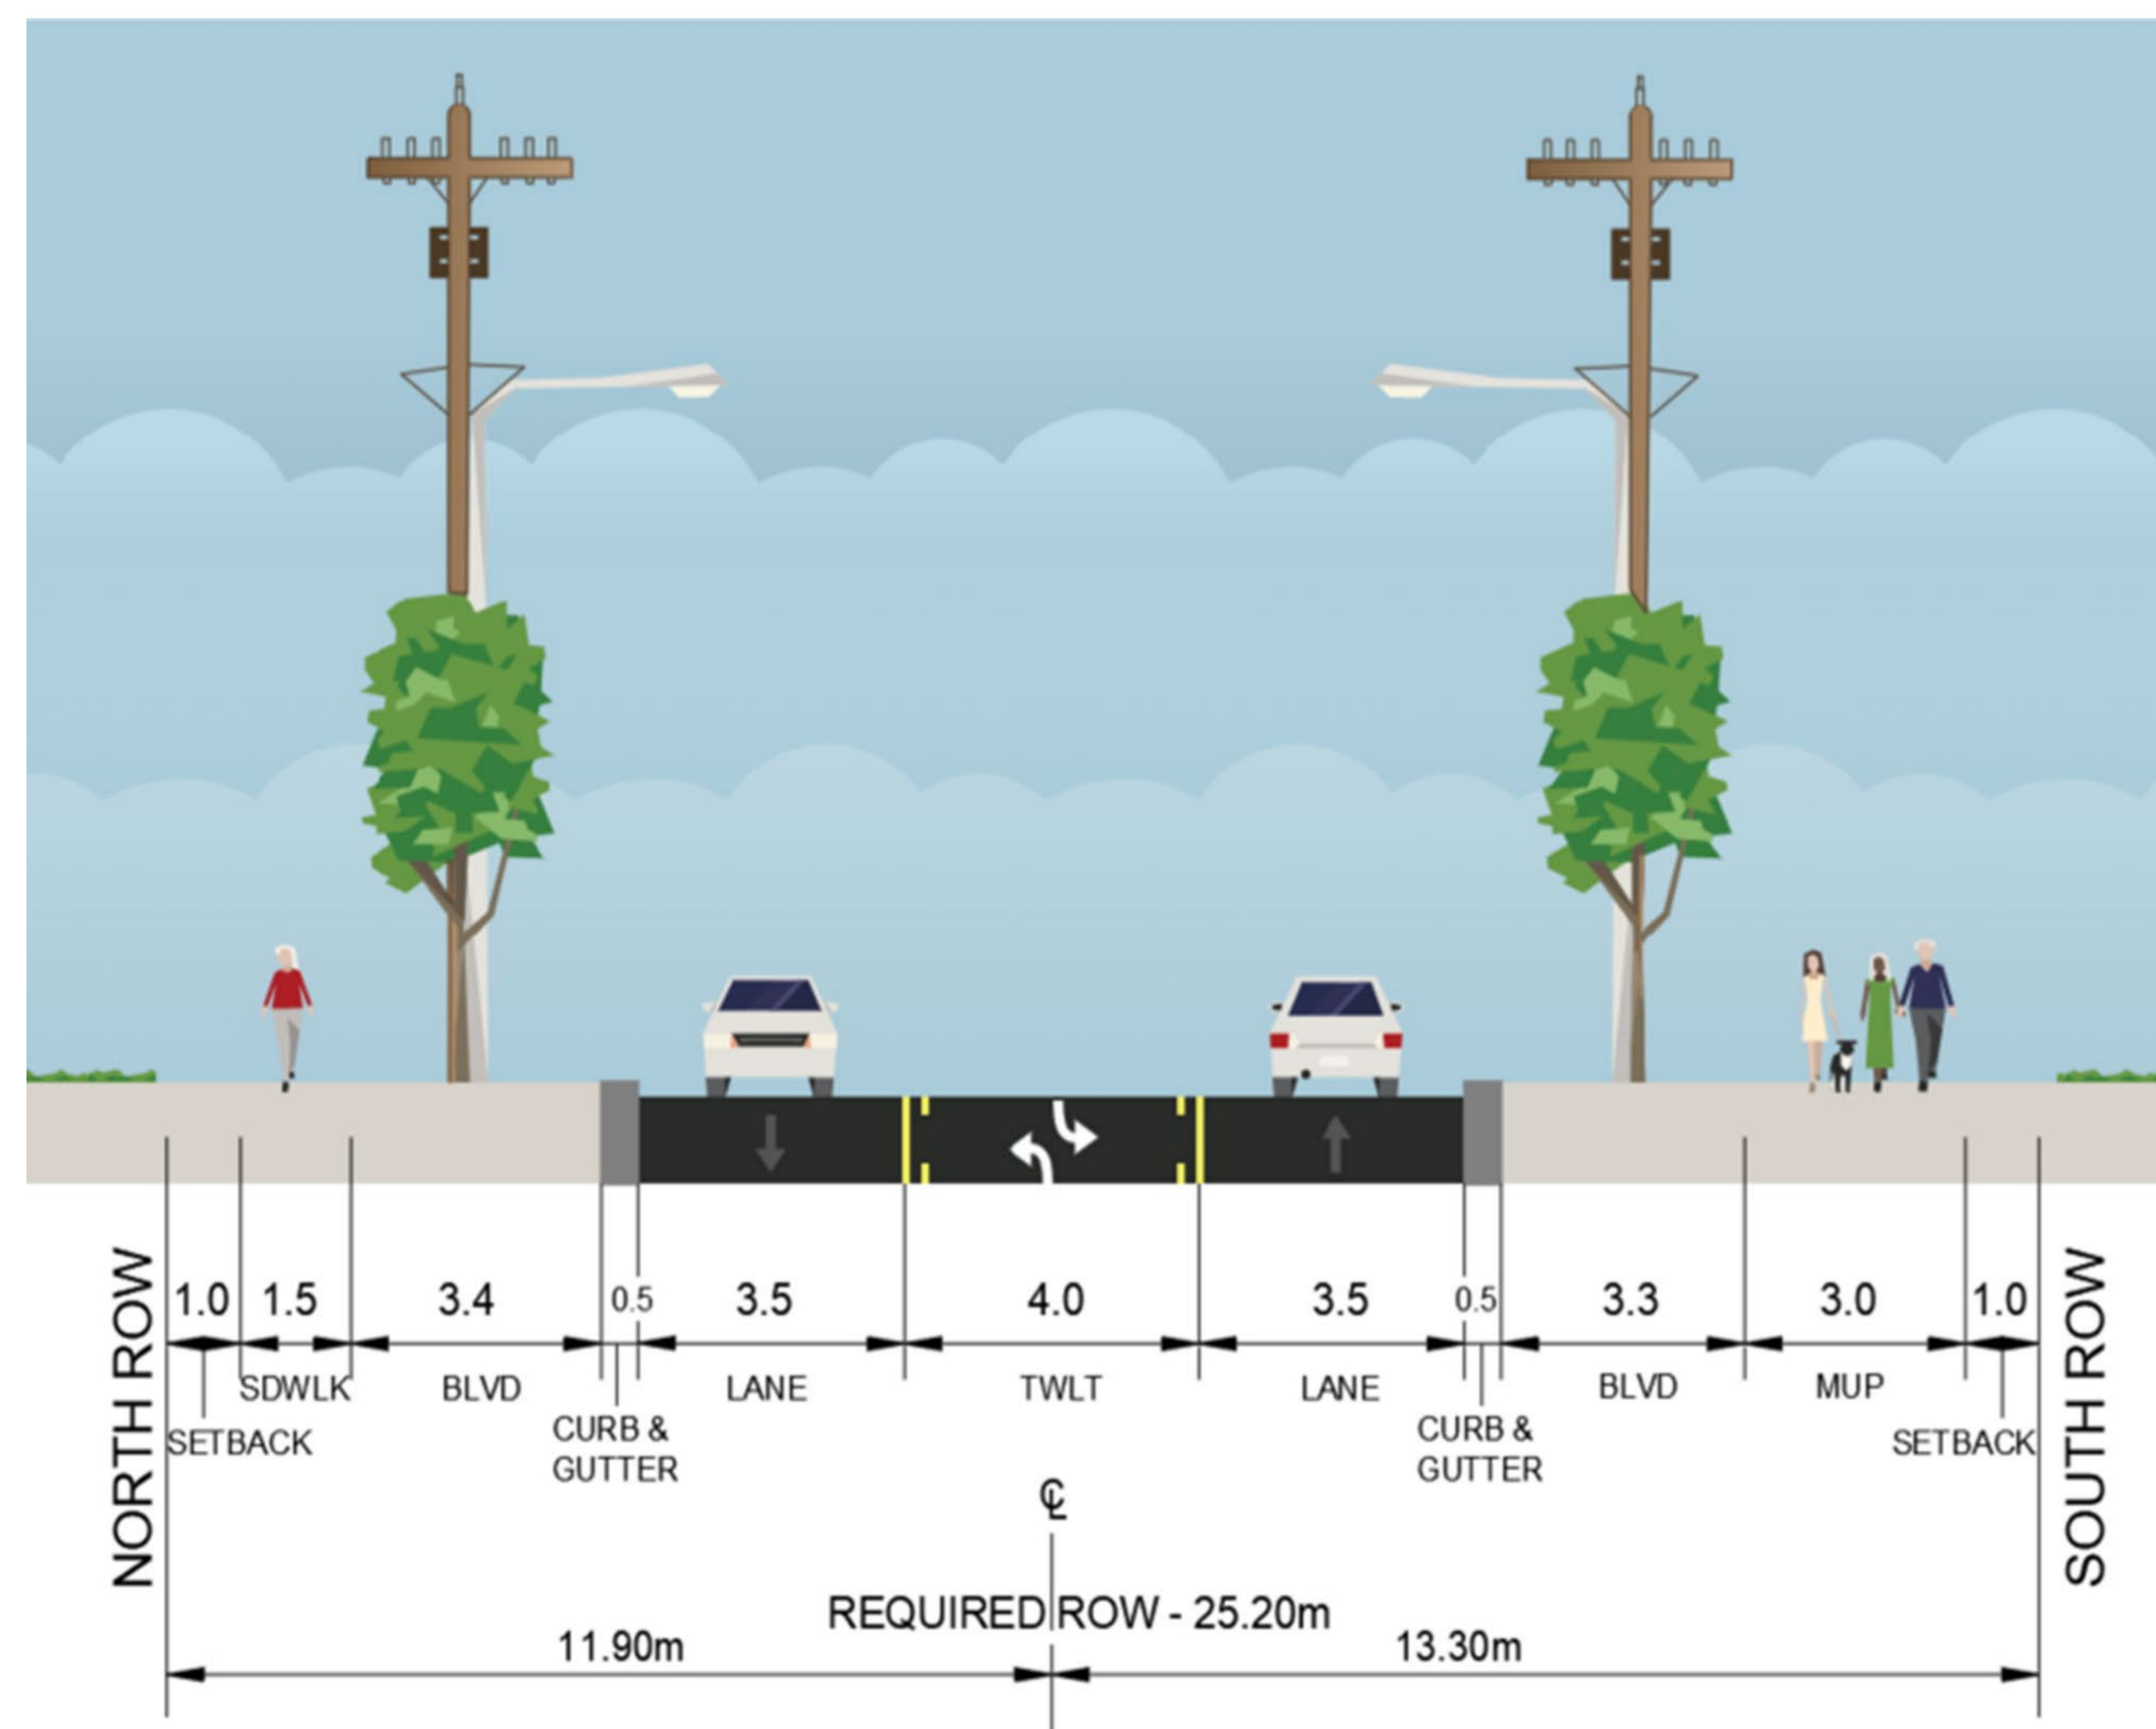 NORTH ROW
SOUTH ROW
1.0 1.5 3.4 0.5 3.5 4.0 3.5 0.5 3.3 3.0 1.0
SDWLK BLVD LANE TWLT LANE BLVD MUP
SETBACK CURB & CURB & SETBACK
GUTTER GUTTER
℄
REQUIRED ROW - 25.20m
11.90m 13.30m